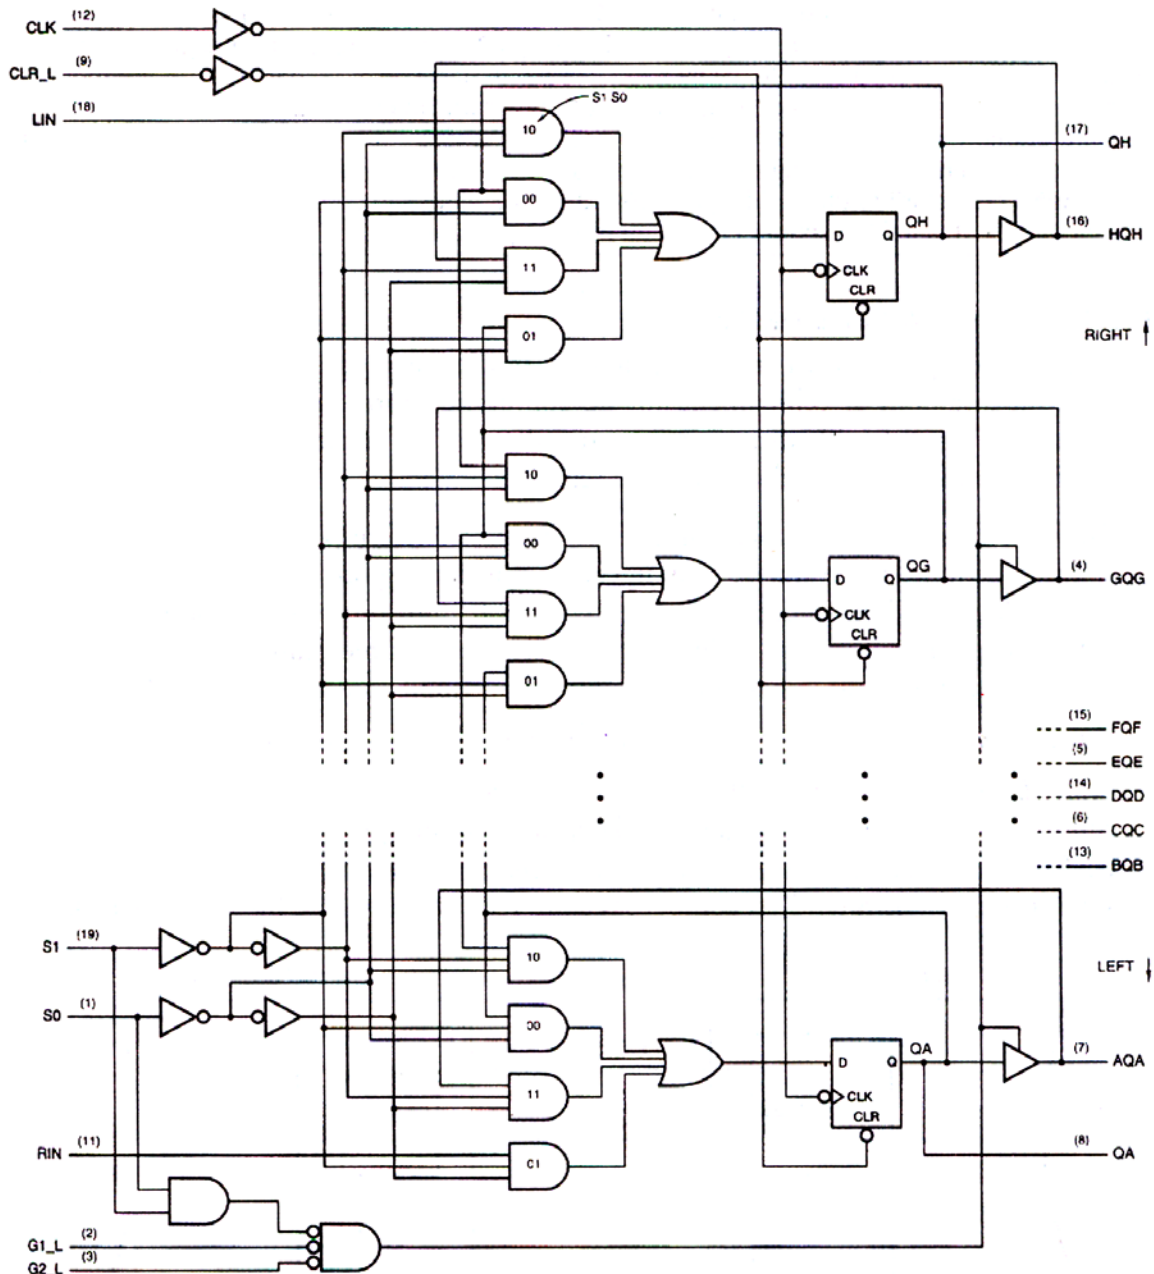 CLK (12)
CLR_L (9)
LIN (18)
S1 S0
10
(17) QH
00
QH
D Q
(16) HQH
11
CLK
CLR
01
RIGHT
10
00
QG
D Q
(4) GQG
11
CLK
CLR
01
(15) FQF
(5) EQE
(14) DQD
(6) CQC
(13) BQB
S1 (19)
10
LEFT
S0 (1)
00
QA
D Q
(7) AQA
11
CLK
CLR
RIN (11)
01
(8) QA
G1_L (2)
G2_L (3)